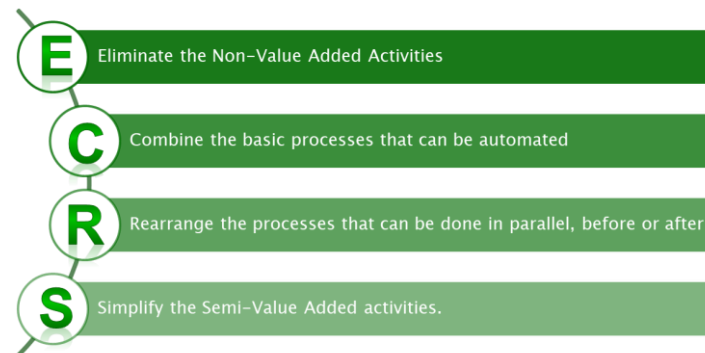 E Eliminate the Non-Value Added Activities
C Combine the basic processes that can be automated
R Rearrange the processes that can be done in parallel, before or after
S Simplify the Semi-Value Added activities.